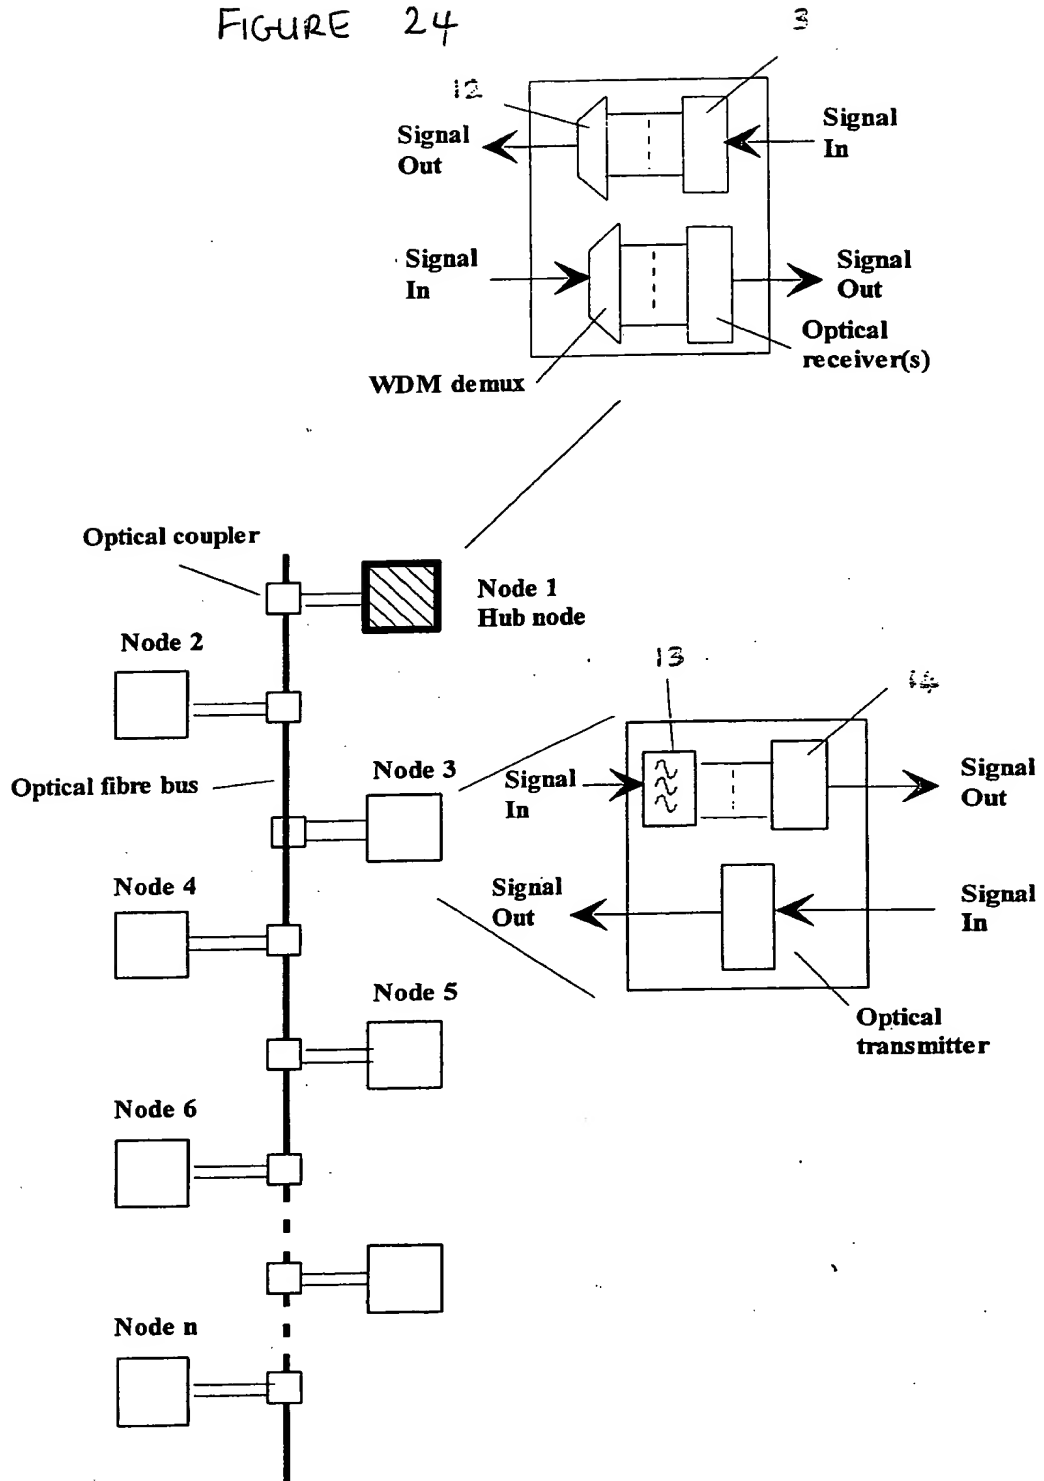 FIGURE 24
3
12
Signal
Out
Signal
In
Signal
In
Signal
Out
Optical
receiver(s)
WDM demux
Optical coupler
Node 1
Hub node
Node 2
13
14
Optical fibre bus
Node 3
Signal
In
Signal
Out
Node 4
Signal
Out
Signal
In
Node 5
Optical
transmitter
Node 6
Node n